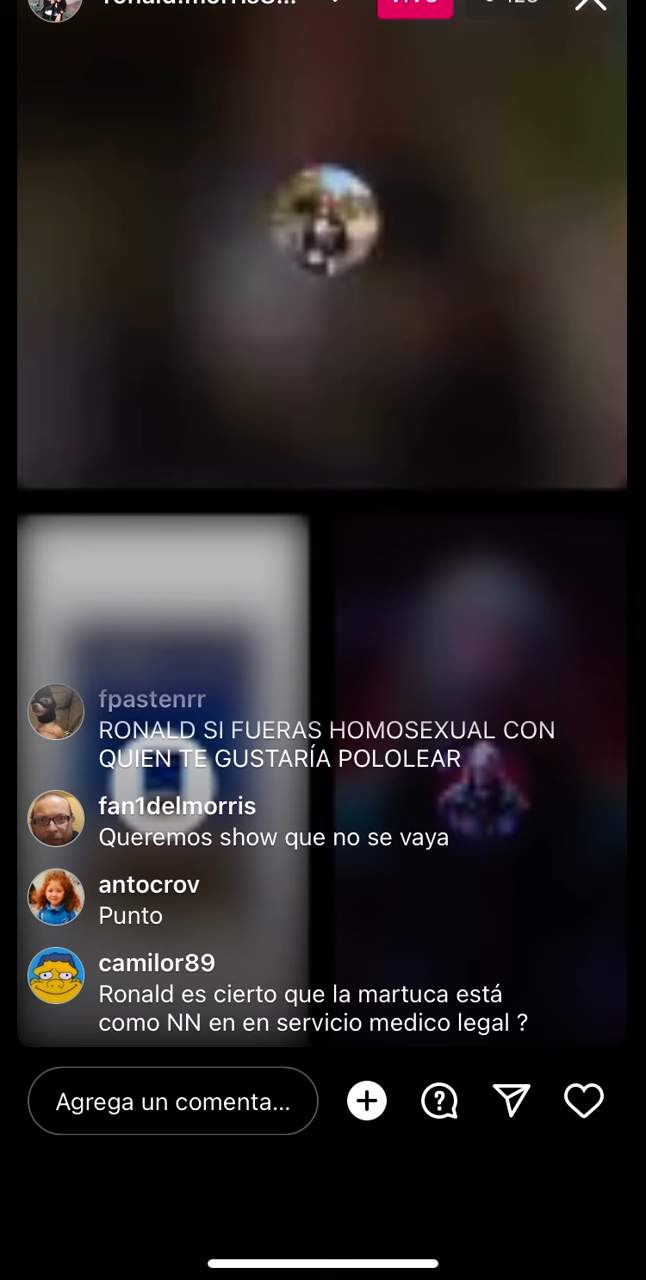 fpastenrr
RONALD SI FUERAS HOMOSEXUAL CON
QUIEN TE GUSTARÍA POLOLEAR
fan1delmorris
Queremos show que no se vaya
antocrov
Punto
camilor89
Ronald es cierto que la martuca está
como NN en en servicio medico legal ?
Agrega un comenta...